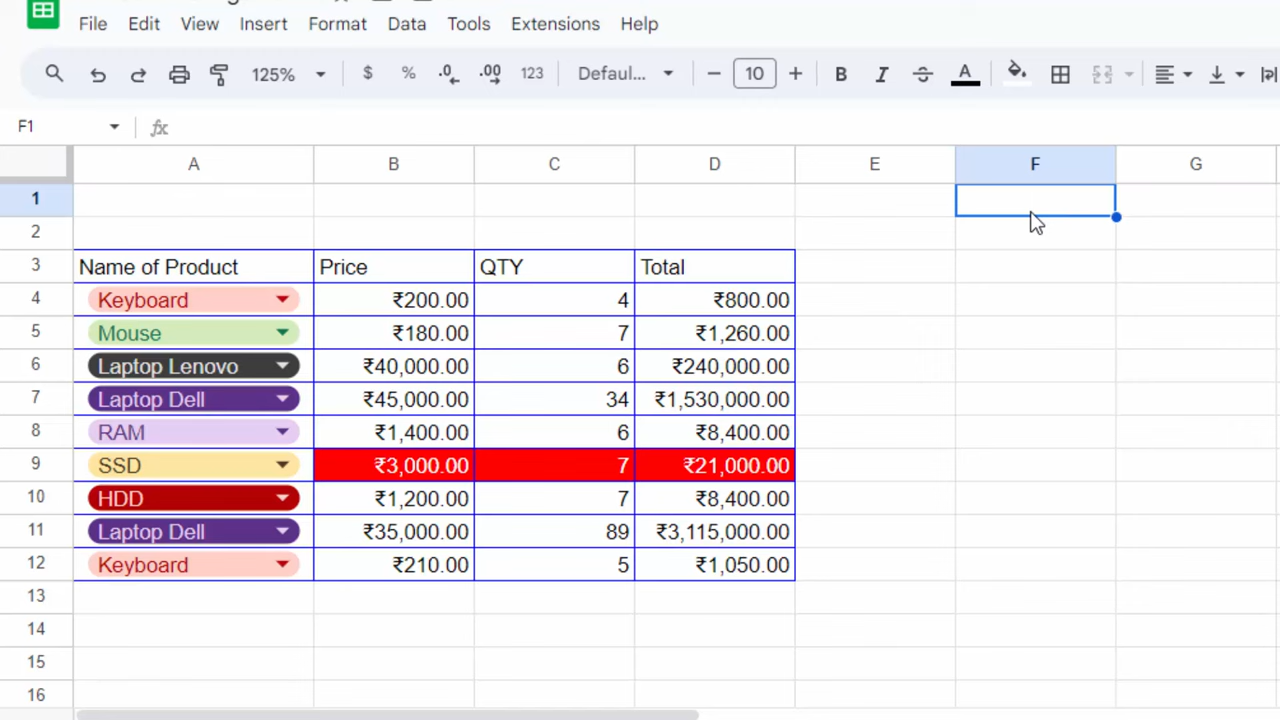 File Edit View Insert Format Data Tools Extensions Help
125% $ % .0 .00 123 Defaul... − 10 + B I S A
F1 fx
A B C D E F G
1
2
3 Name of Product Price QTY Total
4 Keyboard ₹200.00 4 ₹800.00
5 Mouse ₹180.00 7 ₹1,260.00
6 Laptop Lenovo ₹40,000.00 6 ₹240,000.00
7 Laptop Dell ₹45,000.00 34 ₹1,530,000.00
8 RAM ₹1,400.00 6 ₹8,400.00
9 SSD ₹3,000.00 7 ₹21,000.00
10 HDD ₹1,200.00 7 ₹8,400.00
11 Laptop Dell ₹35,000.00 89 ₹3,115,000.00
12 Keyboard ₹210.00 5 ₹1,050.00
13
14
15
16